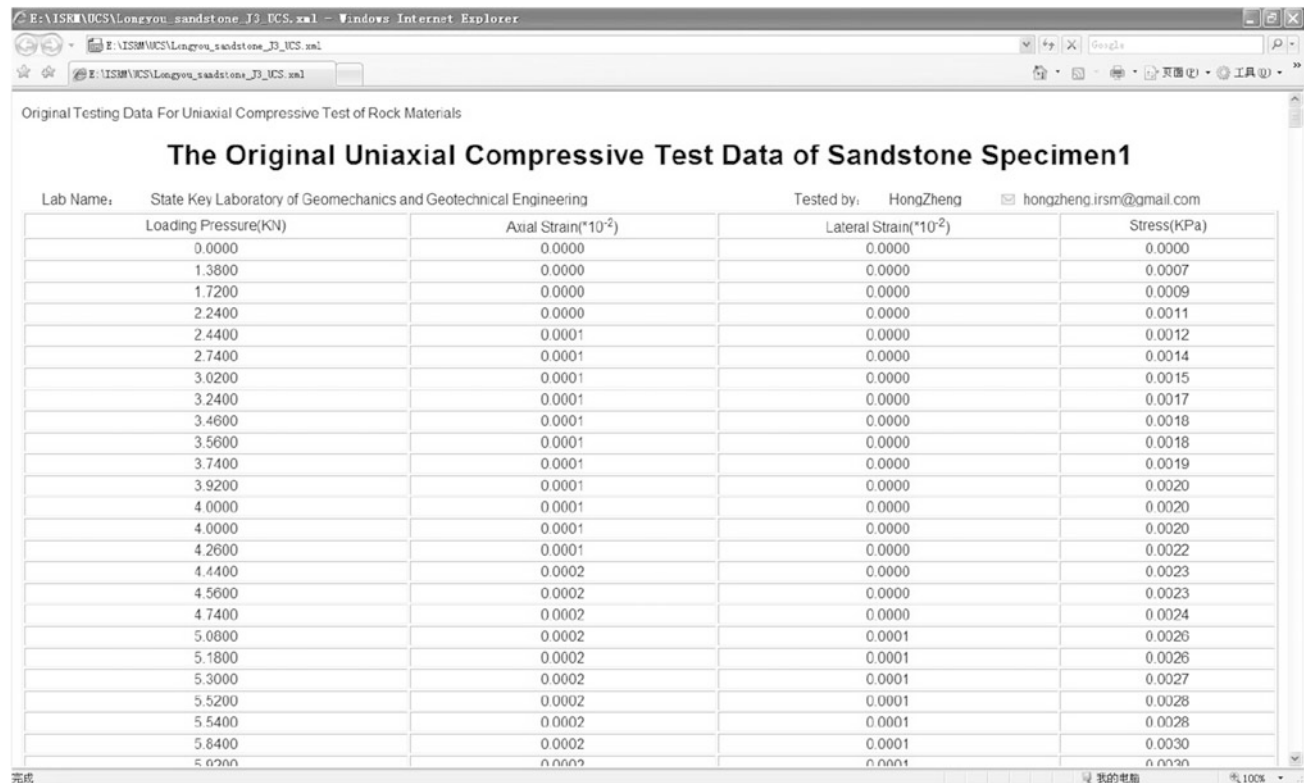 E:\ISRM\UCS\Longyou_sandstone_J3_UCS.xml - Windows Internet Explorer
E:\ISRM\UCS\Longyou_sandstone_J3_UCS.xml Google
E:\ISRM\UCS\Longyou_sandstone_J3_UCS.xml 页面(P) 工具(O) »
Original Testing Data For Uniaxial Compressive Test of Rock Materials
The Original Uniaxial Compressive Test Data of Sandstone Specimen1
Lab Name: State Key Laboratory of Geomechanics and Geotechnical Engineering Tested by: HongZheng hongzheng.irsm@gmail.com
Loading Pressure(KN) Axial Strain(*10-2) Lateral Strain(*10-2) Stress(KPa)
0.0000 0.0000 0.0000 0.0000
1.3800 0.0000 0.0000 0.0007
1.7200 0.0000 0.0000 0.0009
2.2400 0.0000 0.0000 0.0011
2.4400 0.0001 0.0000 0.0012
2.7400 0.0001 0.0000 0.0014
3.0200 0.0001 0.0000 0.0015
3.2400 0.0001 0.0000 0.0017
3.4600 0.0001 0.0000 0.0018
3.5600 0.0001 0.0000 0.0018
3.7400 0.0001 0.0000 0.0019
3.9200 0.0001 0.0000 0.0020
4.0000 0.0001 0.0000 0.0020
4.0000 0.0001 0.0000 0.0020
4.2600 0.0001 0.0000 0.0022
4.4400 0.0002 0.0000 0.0023
4.5600 0.0002 0.0000 0.0023
4.7400 0.0002 0.0000 0.0024
5.0800 0.0002 0.0001 0.0026
5.1800 0.0002 0.0001 0.0026
5.3000 0.0002 0.0001 0.0027
5.5200 0.0002 0.0001 0.0028
5.5400 0.0002 0.0001 0.0028
5.8400 0.0002 0.0001 0.0030
5.9200 0.0002 0.0001 0.0030
完成 我的电脑 100%